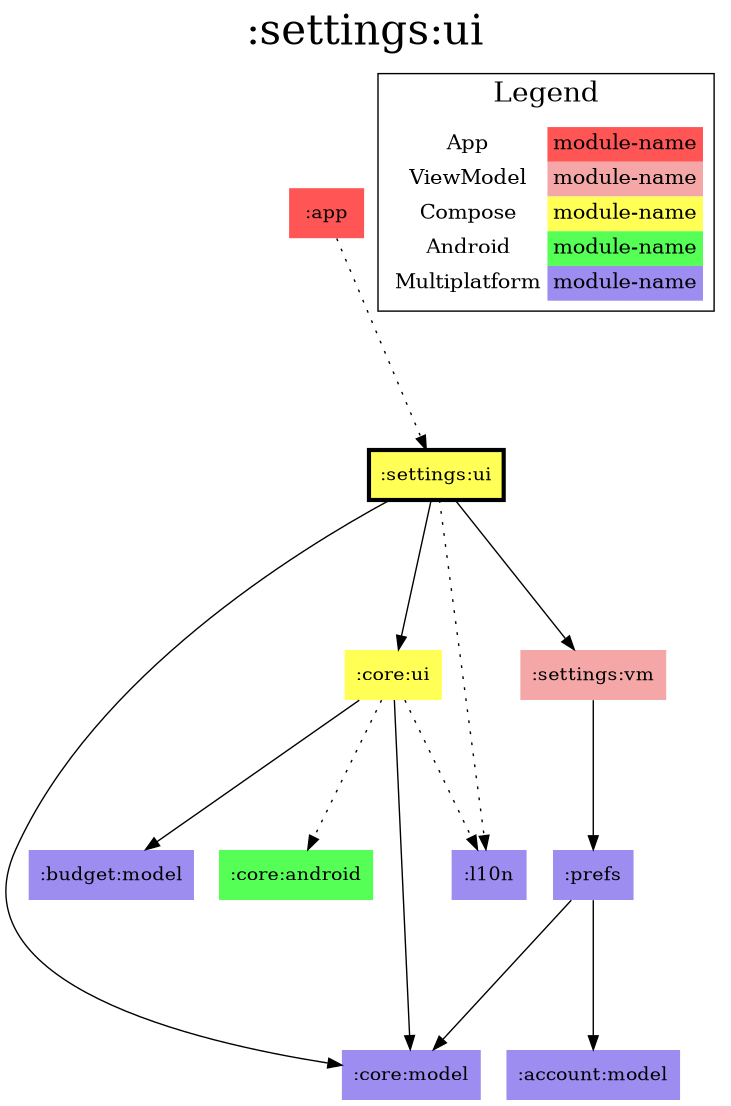 :settings:ui
Legend
App module-name
ViewModel module-name
Compose module-name
Android module-name
Multiplatform module-name
:app
:settings:ui
:core:ui
:settings:vm
:budget:model
:core:android
:l10n
:prefs
:core:model
:account:model